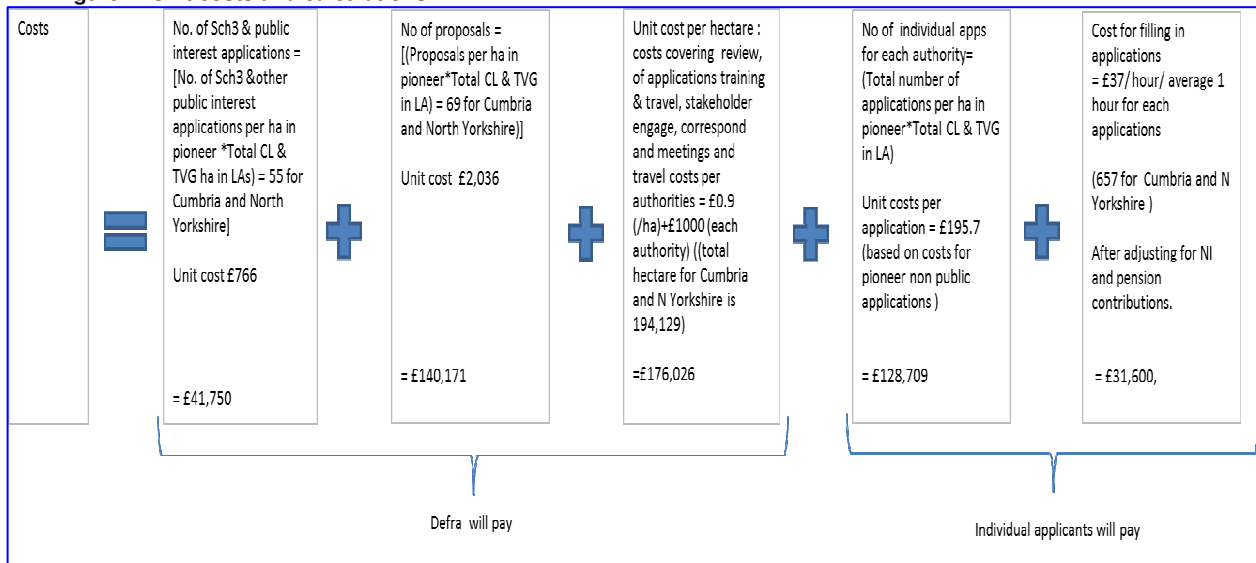 Costs
No. of Sch3 & public
interest applications =
[No. of Sch3 &other
public interest
applications per ha in
pioneer *Total CL &
TVG ha in LAs) = 55 for
Cumbria and North
Yorkshire]
Unit cost £766
= £41,750
No of proposals =
[(Proposals per ha in
pioneer*Total CL & TVG
in LA) = 69 for Cumbria
and North Yorkshire)]
Unit cost £2,036
= £140,171
Unit cost per hectare :
costs covering review,
of applications training
& travel, stakeholder
engage, correspond
and meetings and
travel costs per
authorities = £0.9
(/ha)+£1000 (each
authority) ((total
hectare for Cumbria
and N Yorkshire is
194,129)
=£176,026
No of individual apps
for each authority=
(Total number of
applications per ha in
pioneer*Total CL & TVG
in LA)
Unit costs per
application = £195.7
(based on costs for
pioneer non public
applications )
= £128,709
Cost for filling in
applications
= £37/hour/ average 1
hour for each
applications
(657 for Cumbria and N
Yorkshire )
After adjusting for NI
and pension
contributions.
= £31,600,
Defra will pay
Individual applicants will pay